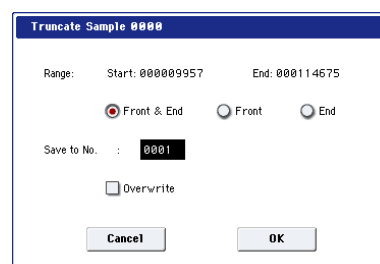 Truncate Sample 0000
Range: Start: 000009957 End: 000114675
Front & End Front End
Save to No. : 0001
Overwrite
Cancel OK